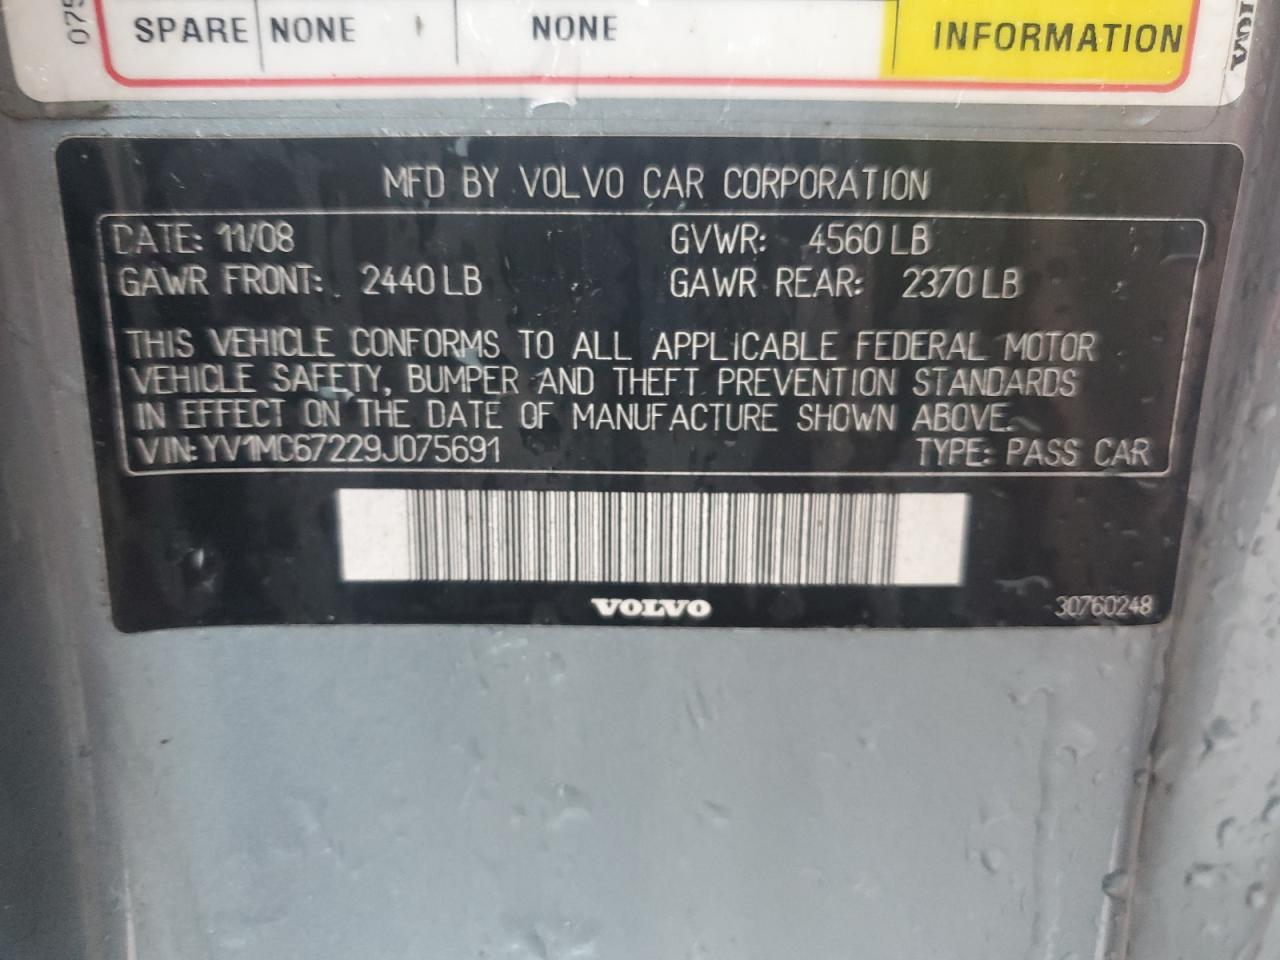 075
SPARE NONE NONE INFORMATION
MFD BY VOLVO CAR CORPORATION
DATE: 11/08 GVWR: 4560 LB
GAWR FRONT: 2440 LB GAWR REAR: 2370 LB
THIS VEHICLE CONFORMS TO ALL APPLICABLE FEDERAL MOTOR
VEHICLE SAFETY, BUMPER AND THEFT PREVENTION STANDARDS
IN EFFECT ON THE DATE OF MANUFACTURE SHOWN ABOVE.
VIN: YV1MC67229J075691 TYPE: PASS CAR
VOLVO
30760248